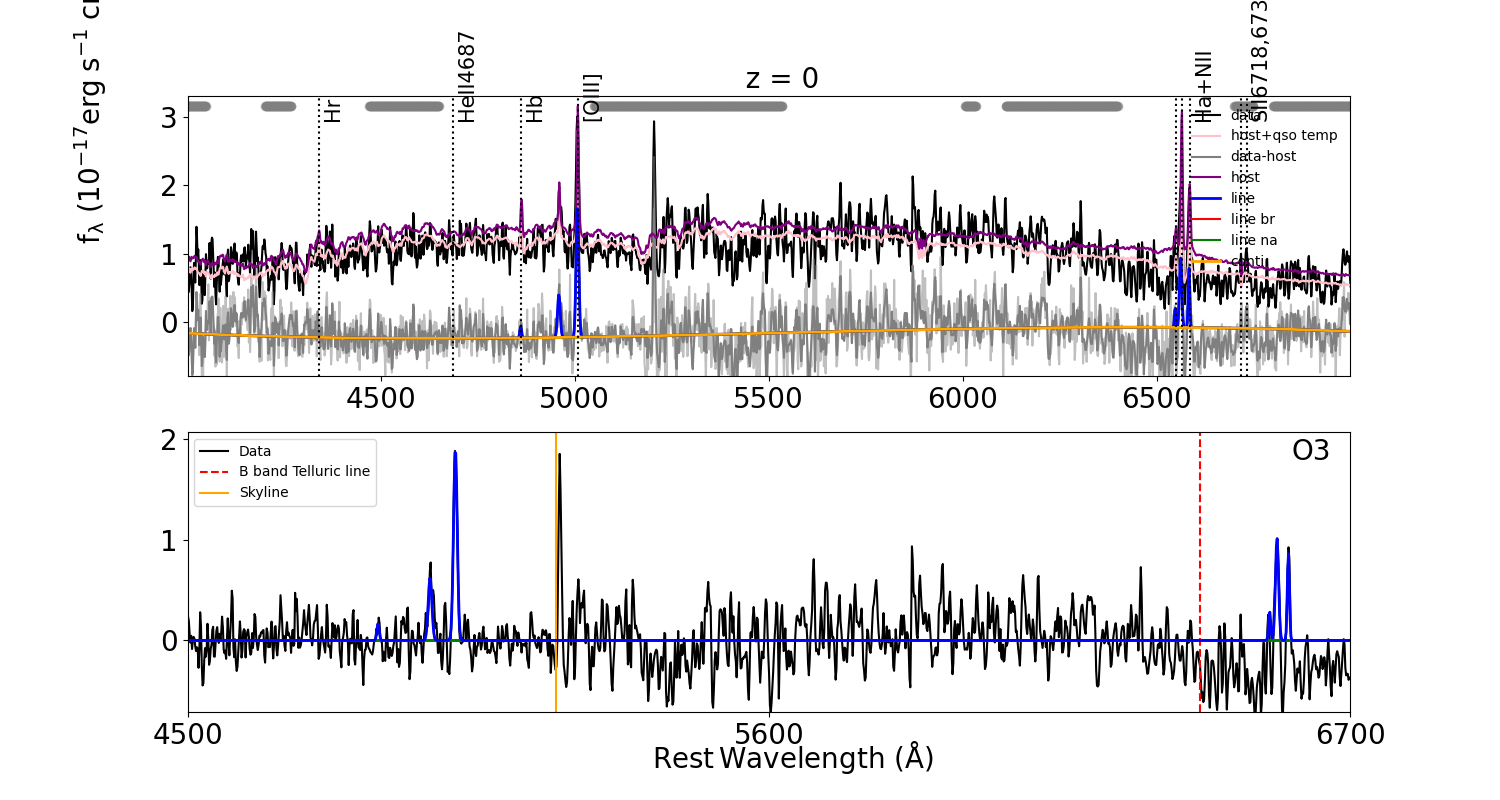 z = 0
fλ (10−17erg s−1
Hr
HeII4687
Hb
[OIII]
Ha+NII
SII6718,673
data
host+qso temp
data-host
host
line
line br
line na
conti
3
2
1
0
4500 5000 5500 6000 6500
O3
Data
B band Telluric line
Skyline
2
1
0
4500 5600 6700
Rest Wavelength (Å)